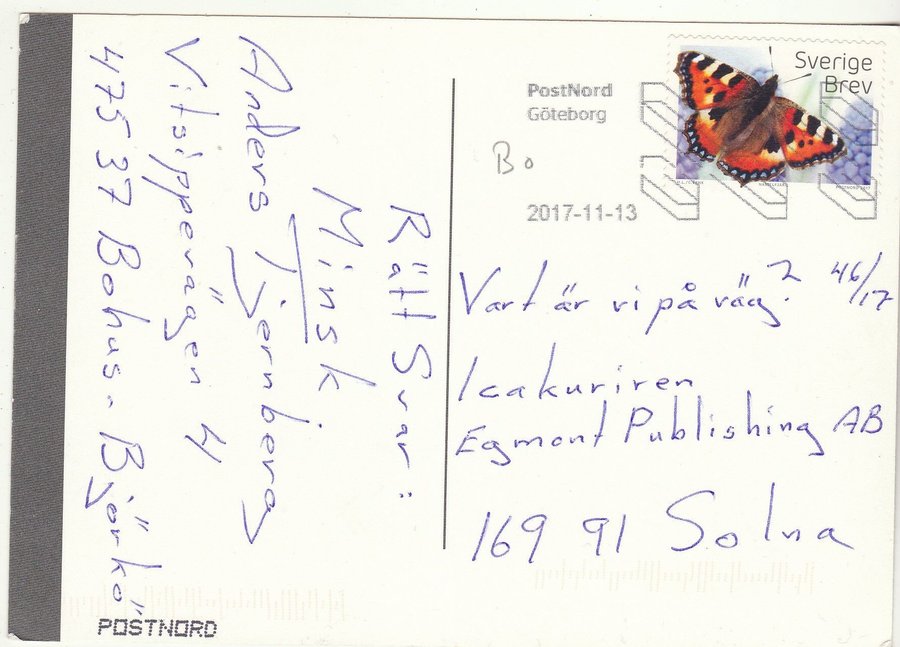 Sverige
Brev
PostNord
Göteborg
Bo
2017-11-13
Vart är vi på väg? 46/17
Icakuriren
Egmont Publishing AB
169 91 Solna
Rätt Svar:
Minsk.
Anders Tjernberg
Vitsippevägen 4
475 37 Bohus-Björkö
POSTNORD